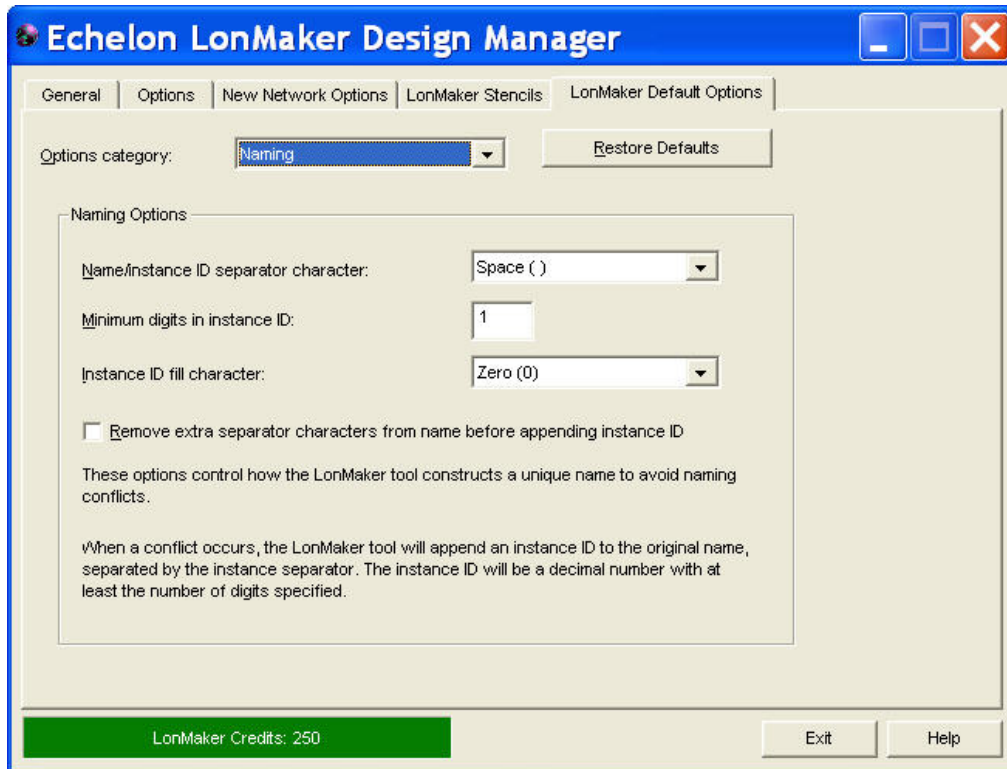 Echelon LonMaker Design Manager
General Options New Network Options LonMaker Stencils LonMaker Default Options
Options category: Naming Restore Defaults
Naming Options
Name/instance ID separator character: Space ( )
Minimum digits in instance ID: 1
Instance ID fill character: Zero (0)
Remove extra separator characters from name before appending instance ID
These options control how the LonMaker tool constructs a unique name to avoid naming
conflicts.
When a conflict occurs, the LonMaker tool will append an instance ID to the original name,
separated by the instance separator. The instance ID will be a decimal number with at
least the number of digits specified.
LonMaker Credits: 250 Exit Help